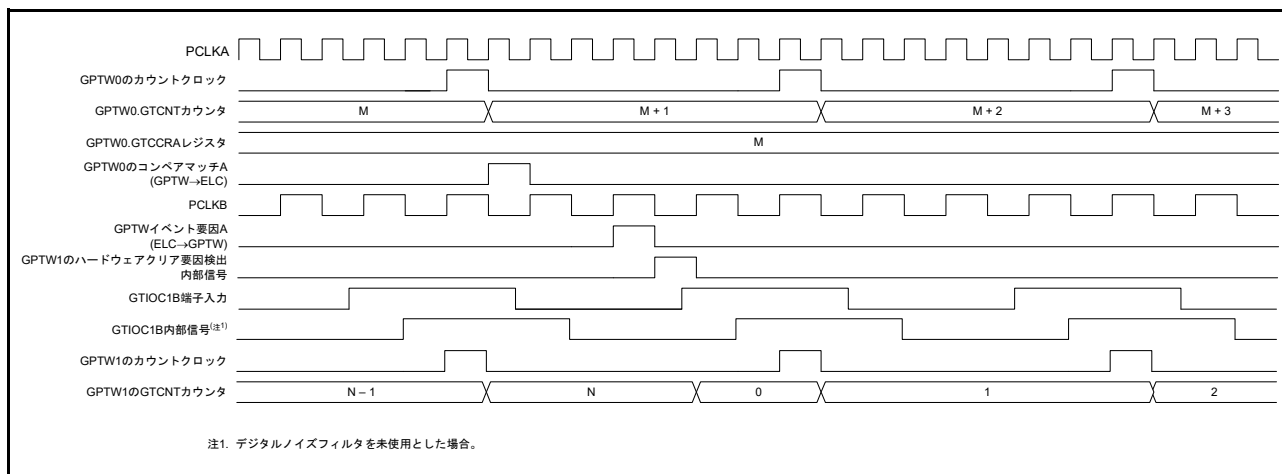 PCLKA
GPTW0のカウントクロック
GPTW0.GTCNTカウンタ
M
M + 1
M + 2
M + 3
GPTW0.GTCCRAレジスタ
M
GPTW0のコンペアマッチA
(GPTW→ELC)
PCLKB
GPTWイベント要因A
(ELC→GPTW)
GPTW1のハードウェアクリア要因検出
内部信号
GTIOC1B端子入力
GTIOC1B内部信号(注1)
GPTW1のカウントクロック
GPTW1のGTCNTカウンタ
N – 1
N
0
1
2
注1. デジタルノイズフィルタを未使用とした場合。